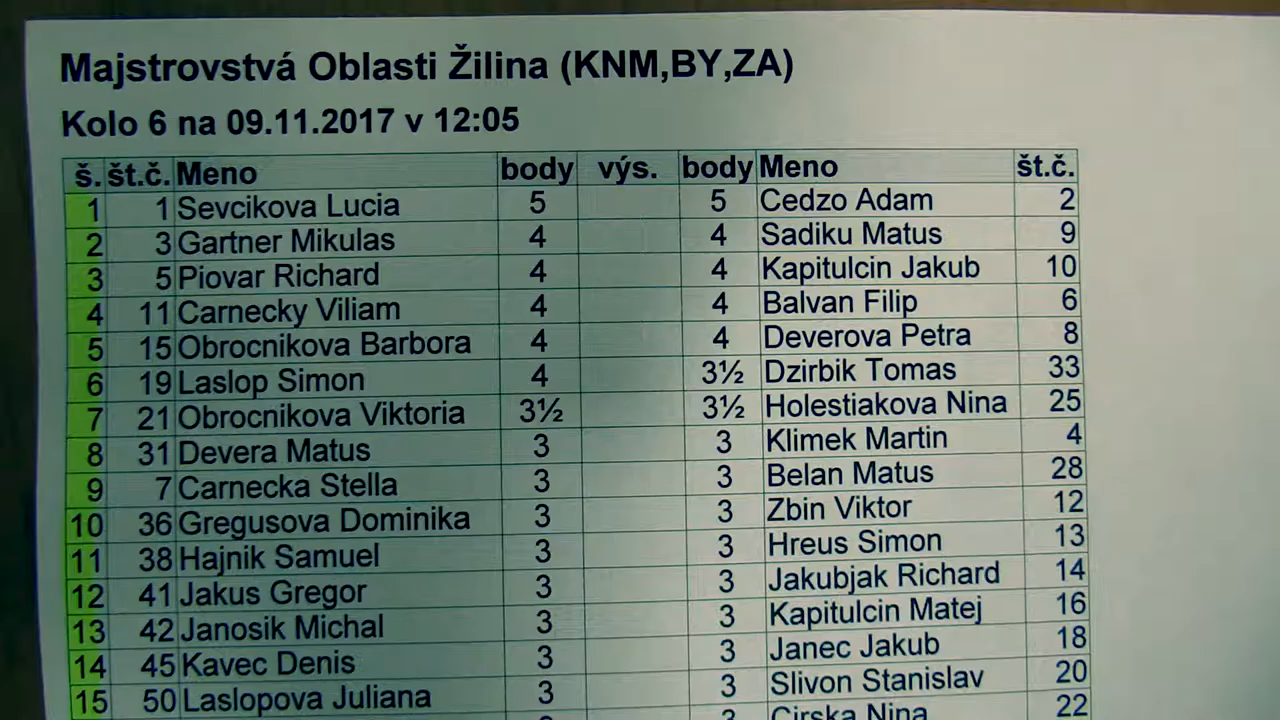 Majstrovstvá Oblasti Žilina (KNM,BY,ZA)
Kolo 6 na 09.11.2017 v 12:05
š. št.č. Meno body výs. body Meno št.č.
1 1 Sevcikova Lucia 5 5 Cedzo Adam 2
2 3 Gartner Mikulas 4 4 Sadiku Matus 9
3 5 Piovar Richard 4 4 Kapitulcin Jakub 10
4 11 Carnecky Viliam 4 4 Balvan Filip 6
5 15 Obrocnikova Barbora 4 4 Deverova Petra 8
6 19 Laslop Simon 4 3½ Dzirbik Tomas 33
7 21 Obrocnikova Viktoria 3½ 3½ Holestiakova Nina 25
8 31 Devera Matus 3 3 Klimek Martin 4
9 7 Carnecka Stella 3 3 Belan Matus 28
10 36 Gregusova Dominika 3 3 Zbin Viktor 12
11 38 Hajnik Samuel 3 3 Hreus Simon 13
12 41 Jakus Gregor 3 3 Jakubjak Richard 14
13 42 Janosik Michal 3 3 Kapitulcin Matej 16
14 45 Kavec Denis 3 3 Janec Jakub 18
15 50 Laslopova Juliana 3 3 Slivon Stanislav 20
Cirska Nina 22